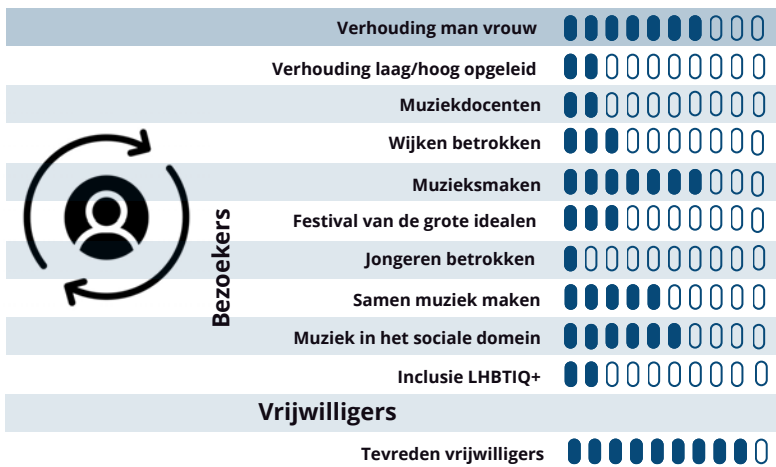 Verhouding man vrouw
Verhouding laag/hoog opgeleid
Muziekdocenten
Wijken betrokken
Muzieksmaken
Festival van de grote idealen
Jongeren betrokken
Samen muziek maken
Muziek in het sociale domein
Inclusie LHBTIQ+
Bezoekers
Vrijwilligers
Tevreden vrijwilligers